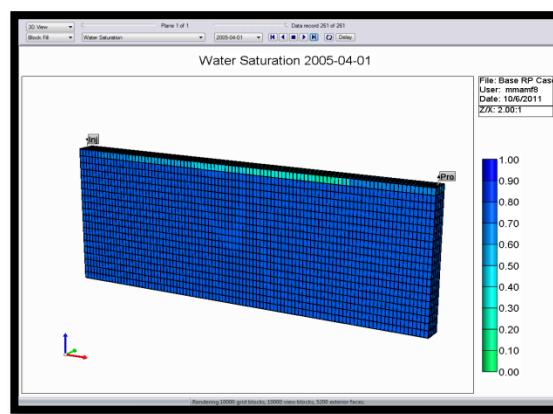 3D View
Plane 1 of 1
Data record 261 of 261
Block Fill
Water Saturation
2005-04-01
Delay
Water Saturation 2005-04-01
File: Base RP Case
User: mmamf8
Date: 10/6/2011
Z/X: 2.00:1
Inj
Pro
1.00
0.90
0.80
0.70
0.60
0.50
0.40
0.30
0.20
0.10
0.00
Rendering 10000 grid blocks, 10000 view blocks, 5200 exterior faces.